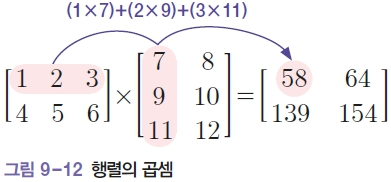 (1×7)+(2×9)+(3×11)
[1 2 3
4 5 6] × [7 8
9 10
11 12] = [58 64
139 154]
그림 9-12 행렬의 곱셈